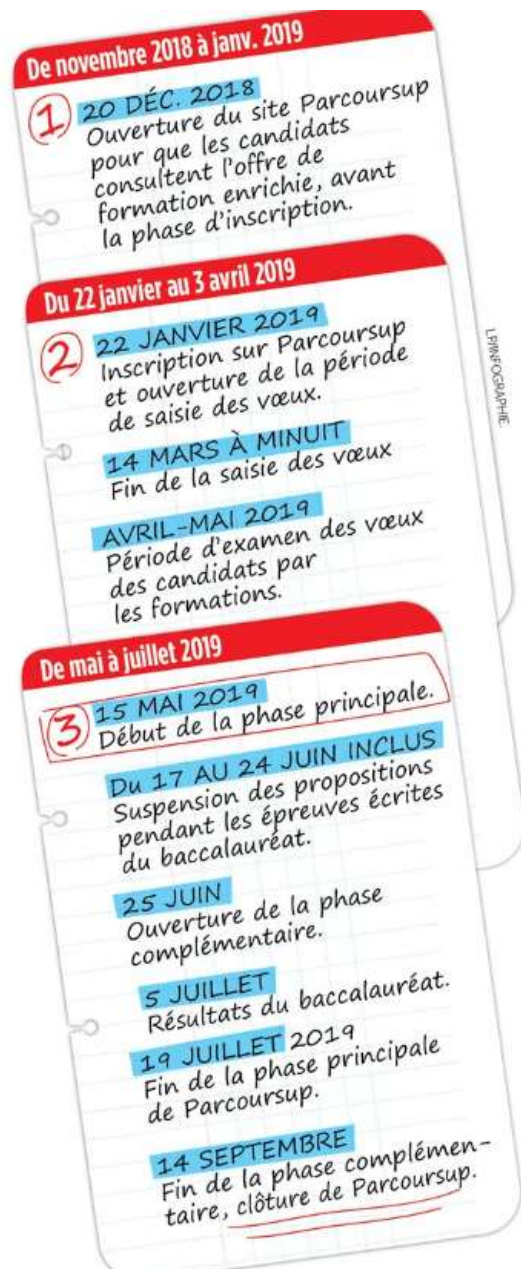 De novembre 2018 à janv. 2019
1
20 DÉC. 2018
Ouverture du site Parcoursup
pour que les candidats
consultent l'offre de
formation enrichie, avant
la phase d'inscription.
Du 22 janvier au 3 avril 2019
2
22 JANVIER 2019
Inscription sur Parcoursup
et ouverture de la période
de saisie des vœux.
14 MARS À MINUIT
Fin de la saisie des vœux
AVRIL-MAI 2019
Période d'examen des vœux
des candidats par
les formations.
LP/INFOGRAPHIE.
De mai à juillet 2019
3
15 MAI 2019
Début de la phase principale.
DU 17 AU 24 JUIN INCLUS
Suspension des propositions
pendant les épreuves écrites
du baccalauréat.
25 JUIN
Ouverture de la phase
complémentaire.
5 JUILLET
Résultats du baccalauréat.
19 JUILLET 2019
Fin de la phase principale
de Parcoursup.
14 SEPTEMBRE
Fin de la phase complémen-
taire, clôture de Parcoursup.